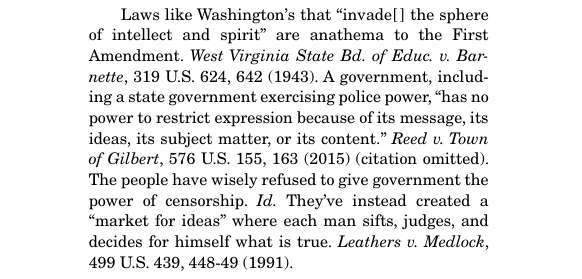 Laws like Washington’s that “invade[ ] the sphere
of intellect and spirit” are anathema to the First
Amendment. West Virginia State Bd. of Educ. v. Bar-
nette, 319 U.S. 624, 642 (1943). A government, includ-
ing a state government exercising police power, “has no
power to restrict expression because of its message, its
ideas, its subject matter, or its content.” Reed v. Town
of Gilbert, 576 U.S. 155, 163 (2015) (citation omitted).
The people have wisely refused to give government the
power of censorship. Id. They’ve instead created a
“market for ideas” where each man sifts, judges, and
decides for himself what is true. Leathers v. Medlock,
499 U.S. 439, 448-49 (1991).